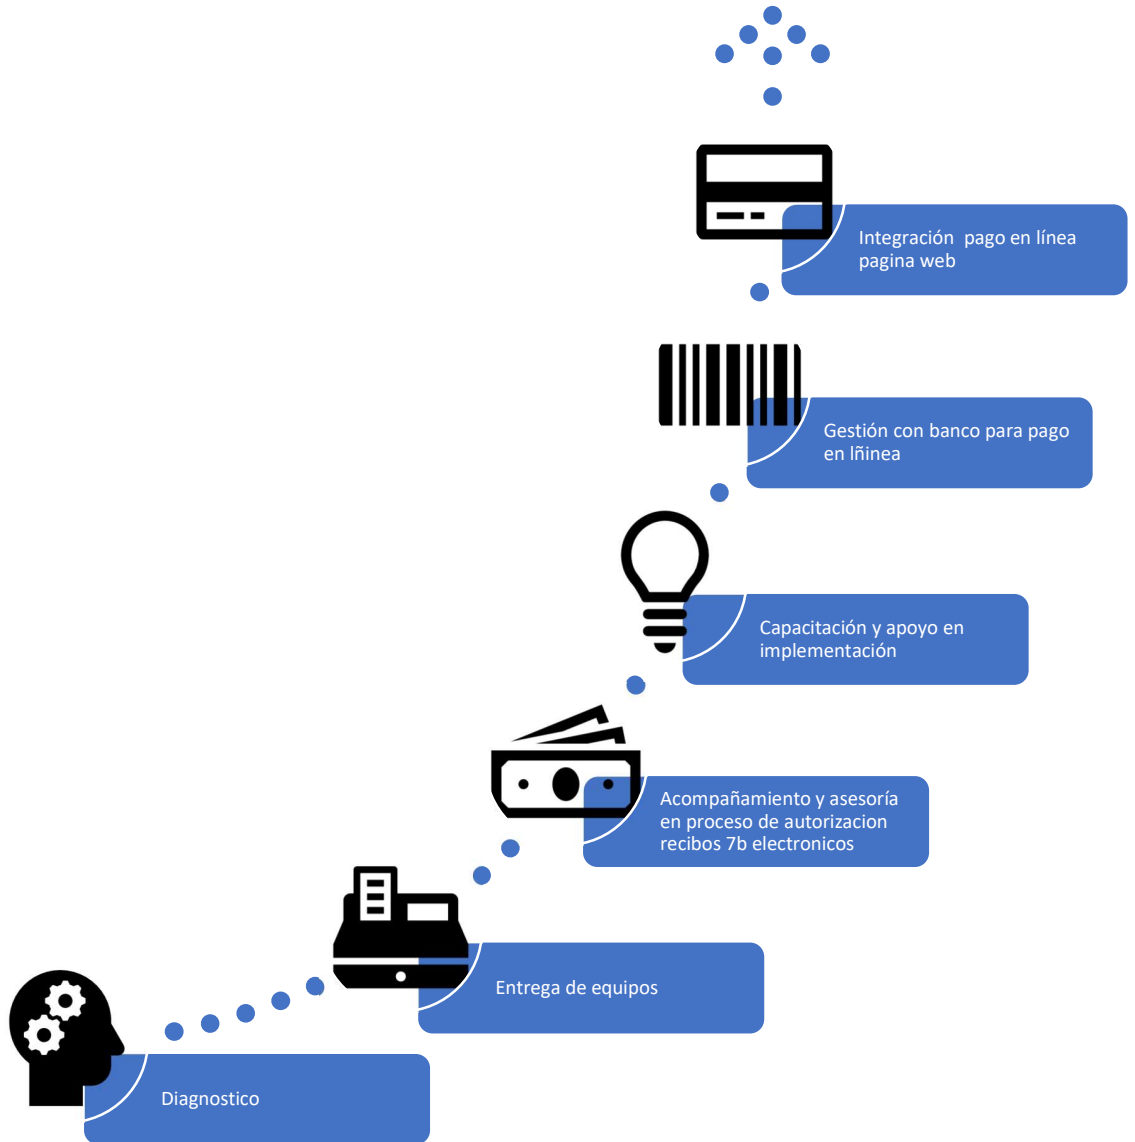 Integración  pago en línea
pagina web
Gestión con banco para pago
en lñinea
Capacitación y apoyo en
implementación
Acompañamiento y asesoría
en proceso de autorizacion
recibos 7b electronicos
Entrega de equipos
Diagnostico